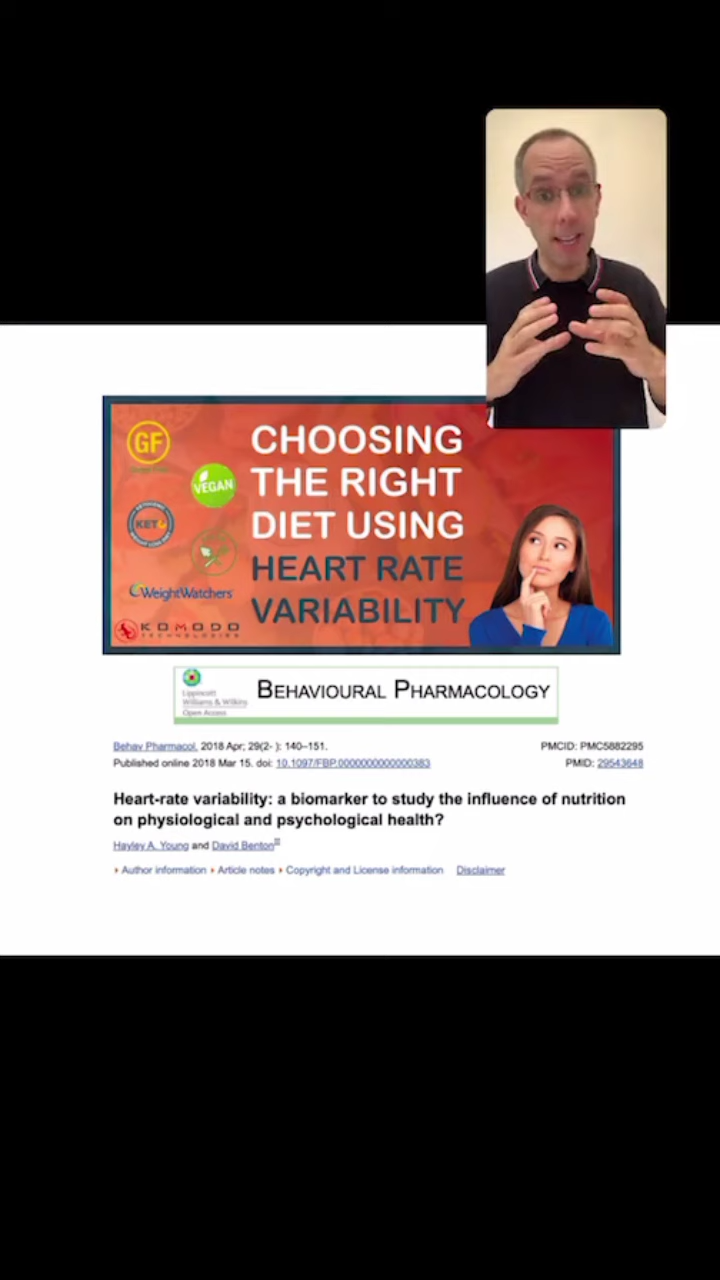 CHOOSING
THE RIGHT
DIET USING
HEART RATE
VARIABILITY
GF
VEGAN
KETO
WeightWatchers
KOMODO
TECHNOLOGIES
Lippincott
Williams & Wilkins
Open Access
BEHAVIOURAL PHARMACOLOGY
Behav Pharmacol, 2018 Apr; 29(2- ): 140–151.
PMCID: PMC5882295
Published online 2018 Mar 15. doi: 10.1097/FBP.0000000000000383
PMID: 29543648
Heart-rate variability: a biomarker to study the influence of nutrition
on physiological and psychological health?
Hayley A. Young and David Benton
Author information Article notes Copyright and License information Disclaimer